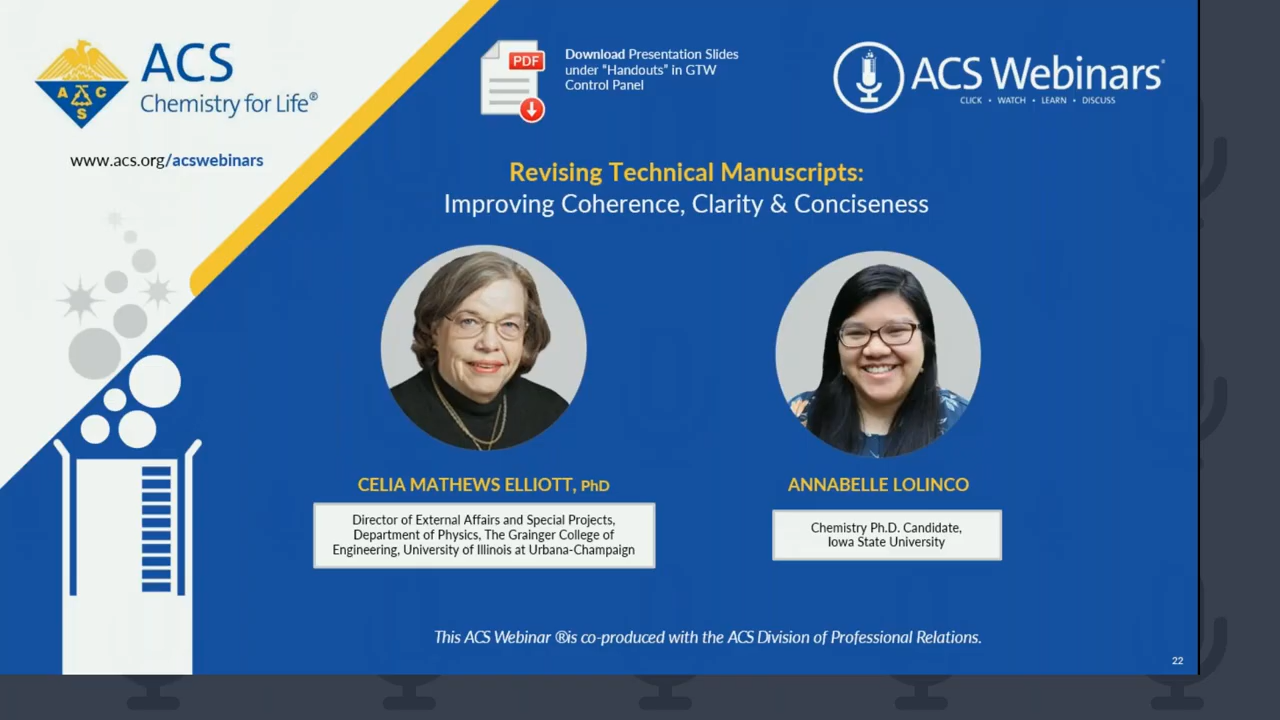 ACS
Chemistry for Life®
A C S
www.acs.org/acswebinars
PDF
Download Presentation Slides
under "Handouts" in GTW
Control Panel
ACS Webinars®
CLICK • WATCH • LEARN • DISCUSS
Revising Technical Manuscripts:
Improving Coherence, Clarity & Conciseness
CELIA MATHEWS ELLIOTT, PhD
Director of External Affairs and Special Projects,
Department of Physics, The Grainger College of
Engineering, University of Illinois at Urbana-Champaign
ANNABELLE LOLINCO
Chemistry Ph.D. Candidate,
Iowa State University
This ACS Webinar ®is co-produced with the ACS Division of Professional Relations.
22